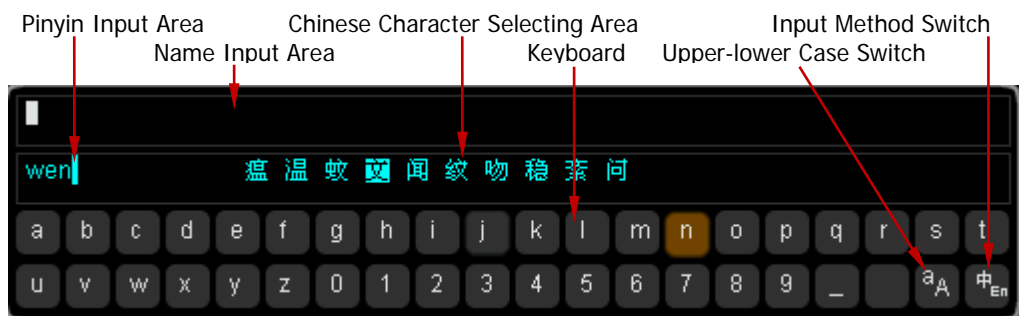 Pinyin Input Area Chinese Character Selecting Area Input Method Switch
Name Input Area Keyboard Upper-lower Case Switch
wen 瘟 温 蚊 文 闻 纹 吻 稳 紊 问
a b c d e f g h i j k l m n o p q r s t
u v w x y z 0 1 2 3 4 5 6 7 8 9 _ aA 中En